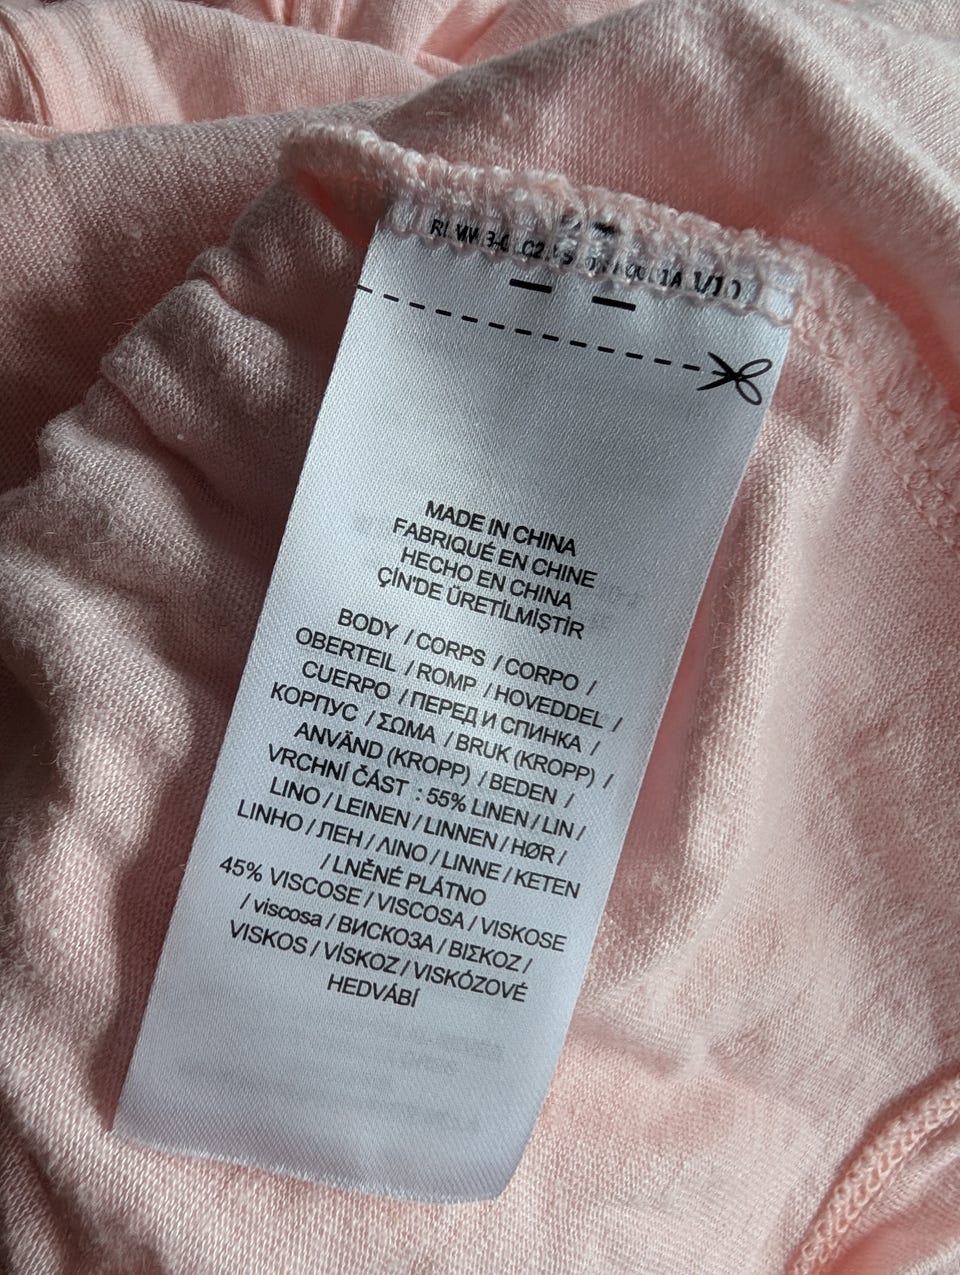 MADE IN CHINA
FABRIQUÉ EN CHINE
HECHO EN CHINA
ÇİN'DE ŰRETİLMİŞTİR
BODY / CORPS / CORPO /
OBERTEIL / ROMP / HOVEDDEL /
CUERPO / ПЕРЕД И СПИНКА /
КОРПУС / ΣΩΜΑ / BRUK (KROPP) /
ANVÄND (KROPP) / BEDEN /
VRCHNÍ ČÁST : 55% LINEN / LIN /
LINO / LEINEN / LINNEN / HØR /
LINHO / ЛЕН / ΛΙΝΟ / LINNE / KETEN
/ LNĚNÉ PLÁTNO
45% VISCOSE / VISCOSA / VISKOSE
/ viscosa / ВИСКОЗА / ΒΙΣΚΟΖ /
VISKOS / VİSKOZ / VISKÓZOVÉ
HEDVÁBÍ